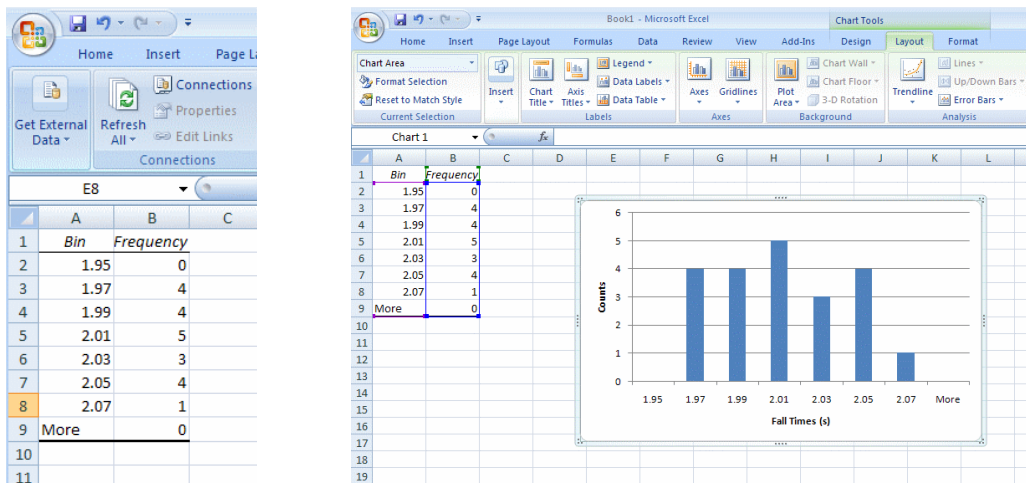 Home Insert Page La
Connections
Properties
Edit Links
Get External Data
Refresh All
Connections
E8
A B C
1 Bin Frequency
2 1.95 0
3 1.97 4
4 1.99 4
5 2.01 5
6 2.03 3
7 2.05 4
8 2.07 1
9 More 0
10
11
Book1 - Microsoft Excel Chart Tools
Home Insert Page Layout Formulas Data Review View Add-Ins Design Layout Format
Chart Area
Format Selection
Reset to Match Style
Current Selection
Insert
Chart Title
Axis Titles
Legend
Data Labels
Data Table
Labels
Axes
Gridlines
Axes
Plot Area
Chart Wall
Chart Floor
3-D Rotation
Background
Trendline
Lines
Up/Down Bars
Error Bars
Analysis
Chart 1 fx
A B C D E F G H I J K L
1 Bin Frequency
2 1.95 0
3 1.97 4
4 1.99 4
5 2.01 5
6 2.03 3
7 2.05 4
8 2.07 1
9 More 0
10
11
12
13
14
15
16
17
18
19
6
5
4
3
2
1
0
Counts
1.95 1.97 1.99 2.01 2.03 2.05 2.07 More
Fall Times (s)